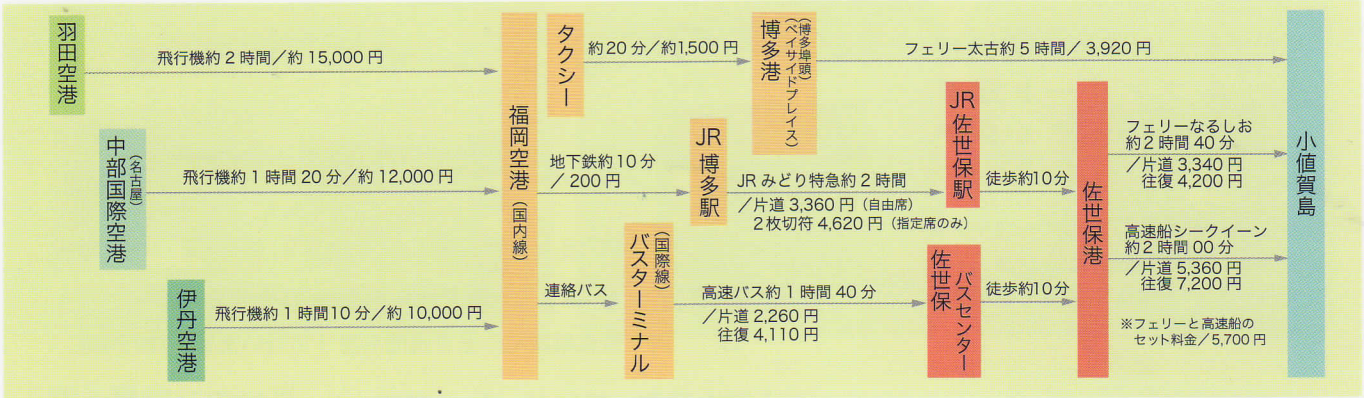 羽田空港
飛行機約2時間／約15,000円
中部国際空港
（名古屋）
飛行機約1時間20分／約12,000円
伊丹空港
飛行機約1時間10分／約10,000円
福岡空港（国内線）
タクシー
約20分／約1,500円
博多港
（博多埠頭）
（ベイサイドプレイス）
フェリー太古約5時間／3,920円
地下鉄約10分
／200円
JR博多駅
JRみどり特急約2時間
／片道3,360円（自由席）
2枚切符4,620円（指定席のみ）
JR佐世保駅
徒歩約10分
連絡バス
（国際線）
バスターミナル
高速バス約1時間40分
／片道2,260円
往復4,110円
佐世保
バスセンター
徒歩約10分
佐世保港
フェリーなるしお
約2時間40分
／片道3,340円
往復4,200円
高速船シークイーン
約2時間00分
／片道5,360円
往復7,200円
※フェリーと高速船の
セット料金／5,700円
小値賀島